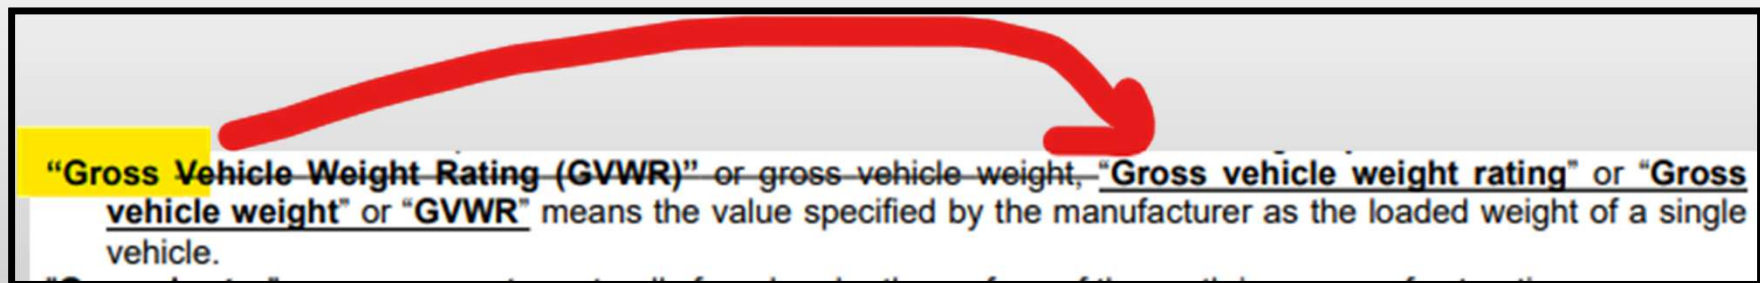 “Gross Vehicle Weight Rating (GVWR)” or gross vehicle weight, “Gross vehicle weight rating” or “Gross
vehicle weight” or “GVWR” means the value specified by the manufacturer as the loaded weight of a single
vehicle.